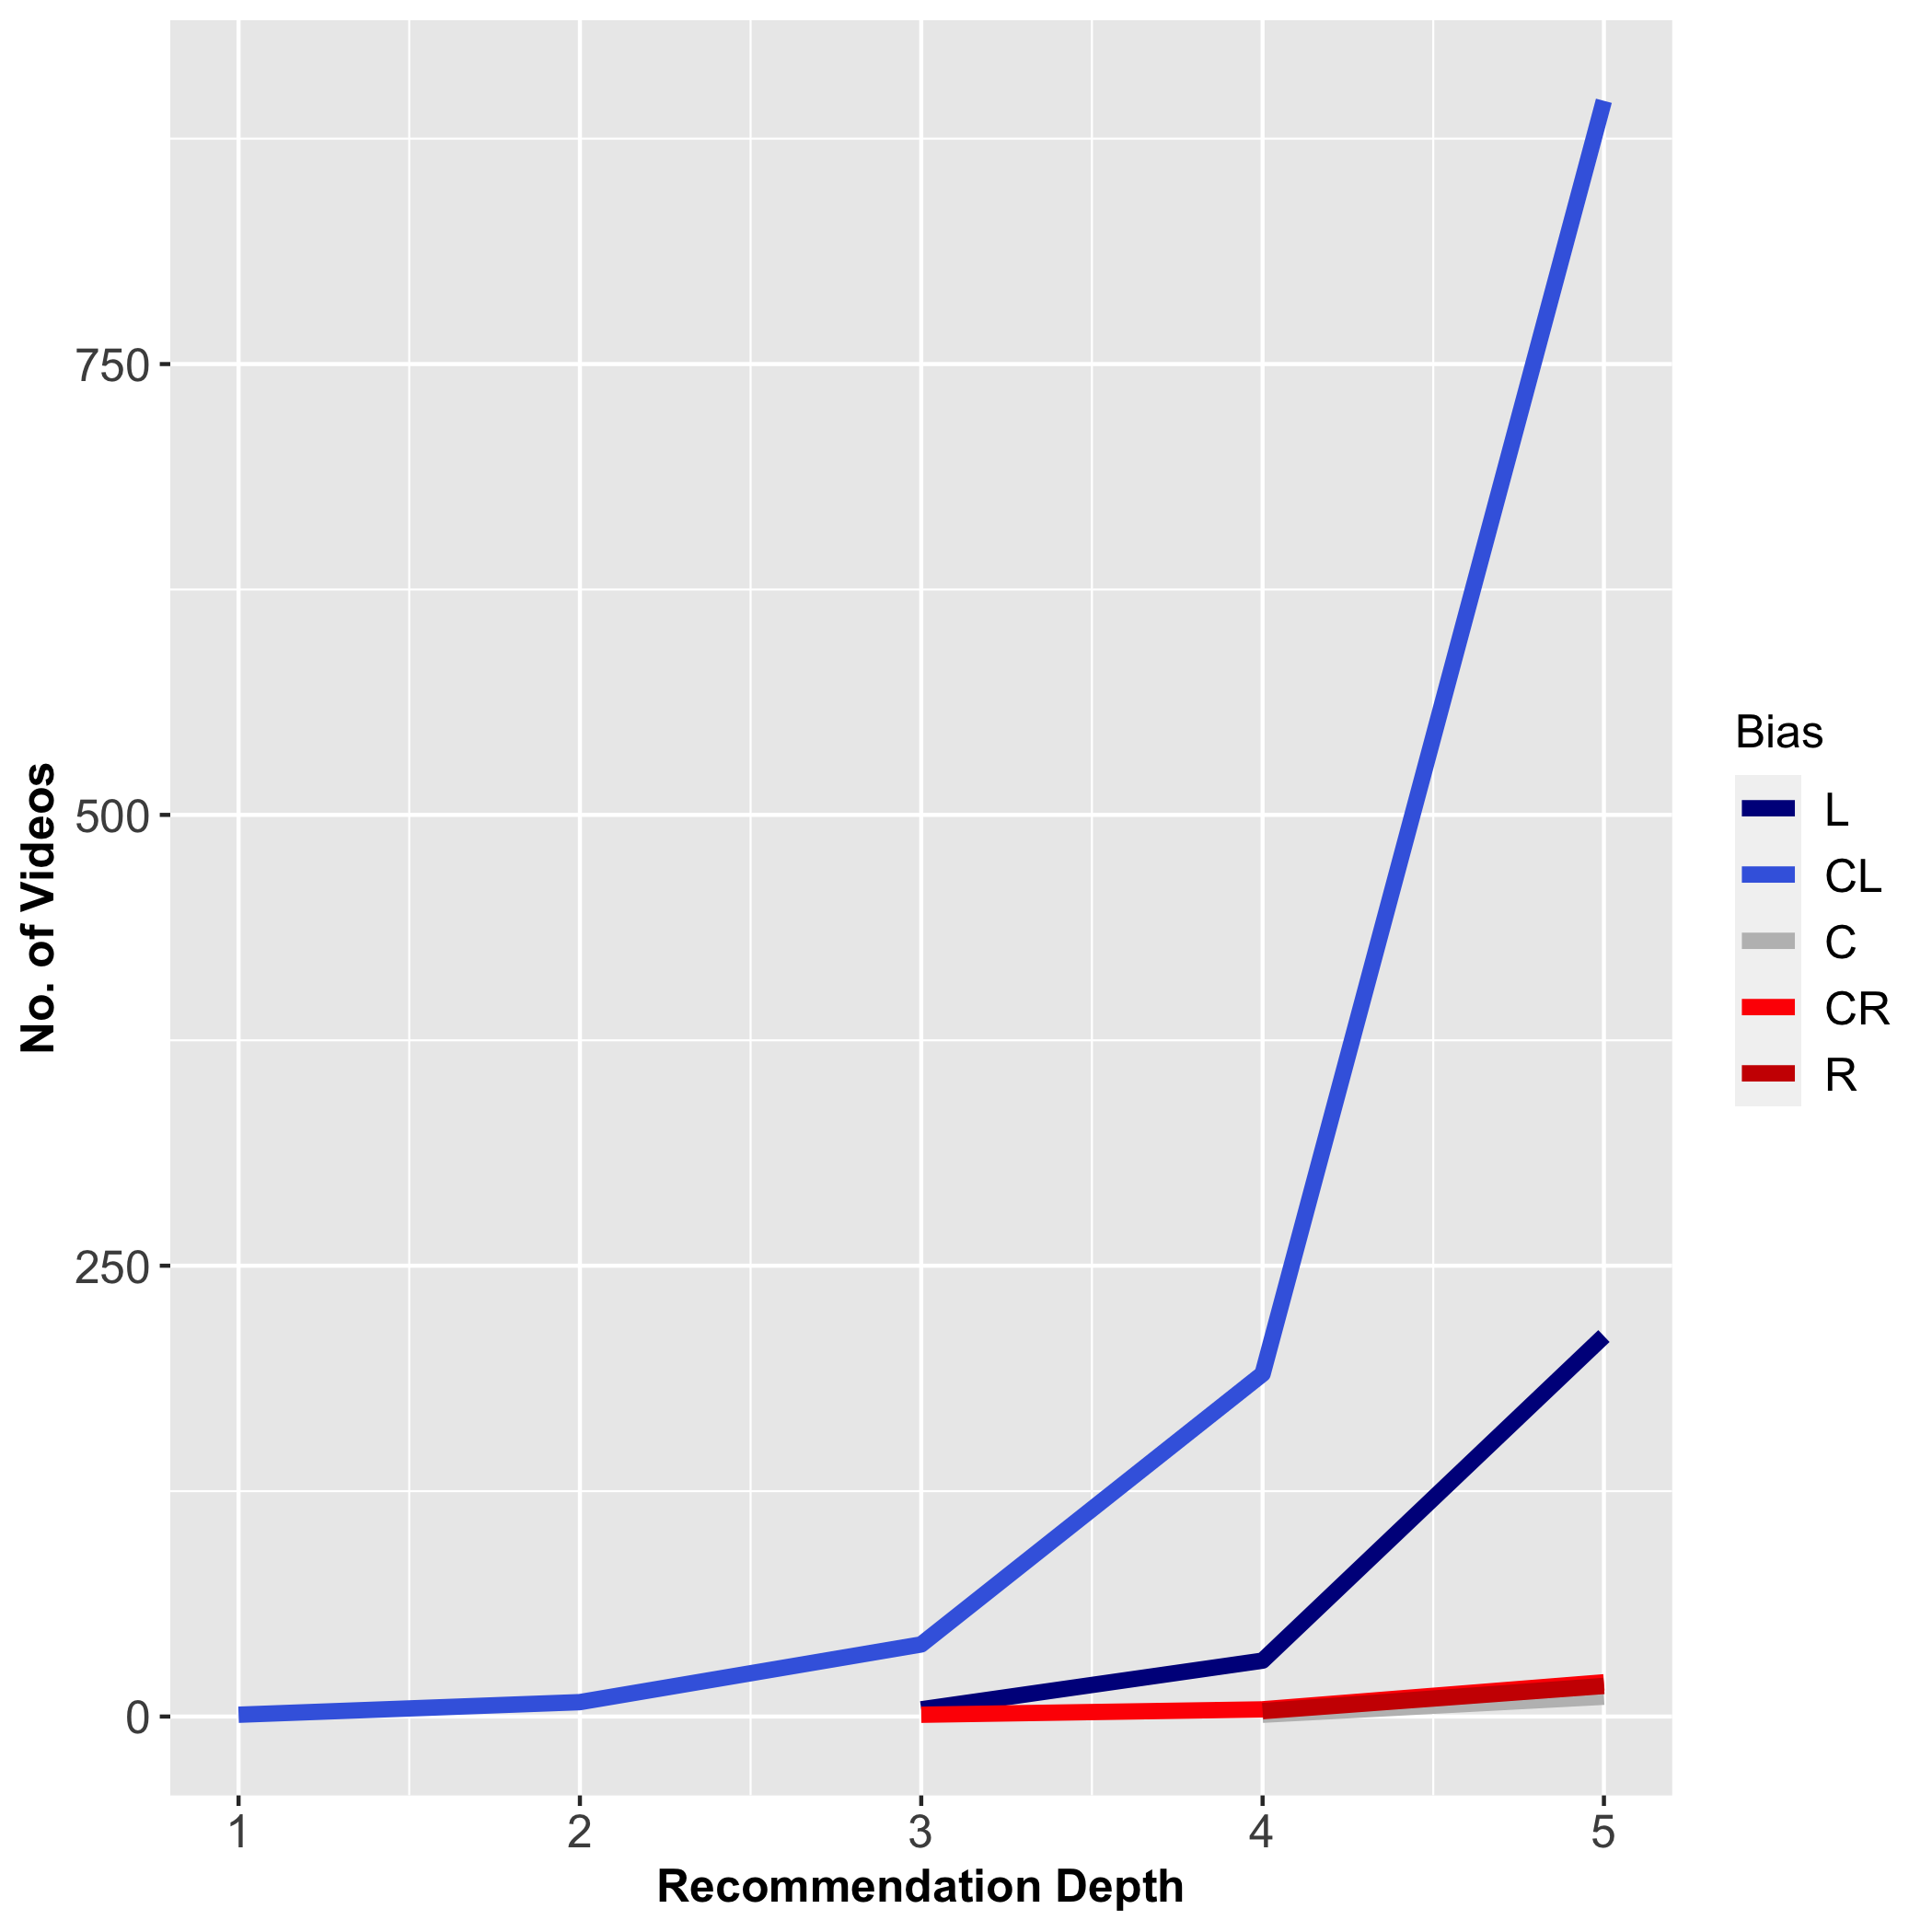 750
500
250
0
No. of Videos
1 2 3 4 5
Recommendation Depth
Bias
L
CL
C
CR
R